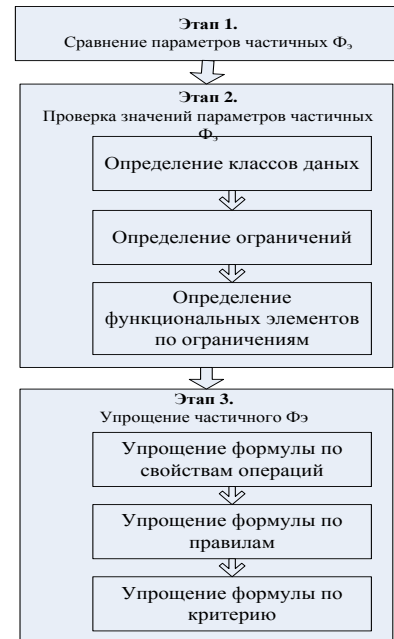 Этап 1.
Сравнение параметров частичных Фэ
Этап 2.
Проверка значений параметров частичных
Фэ
Определение классов даных
Определение ограничений
Определение
функциональных элементов
по ограничениям
Этап 3.
Упрощение частичного Фэ
Упрощение формулы по
свойствам операций
Упрощение формулы по
правилам
Упрощение формулы по
критерию